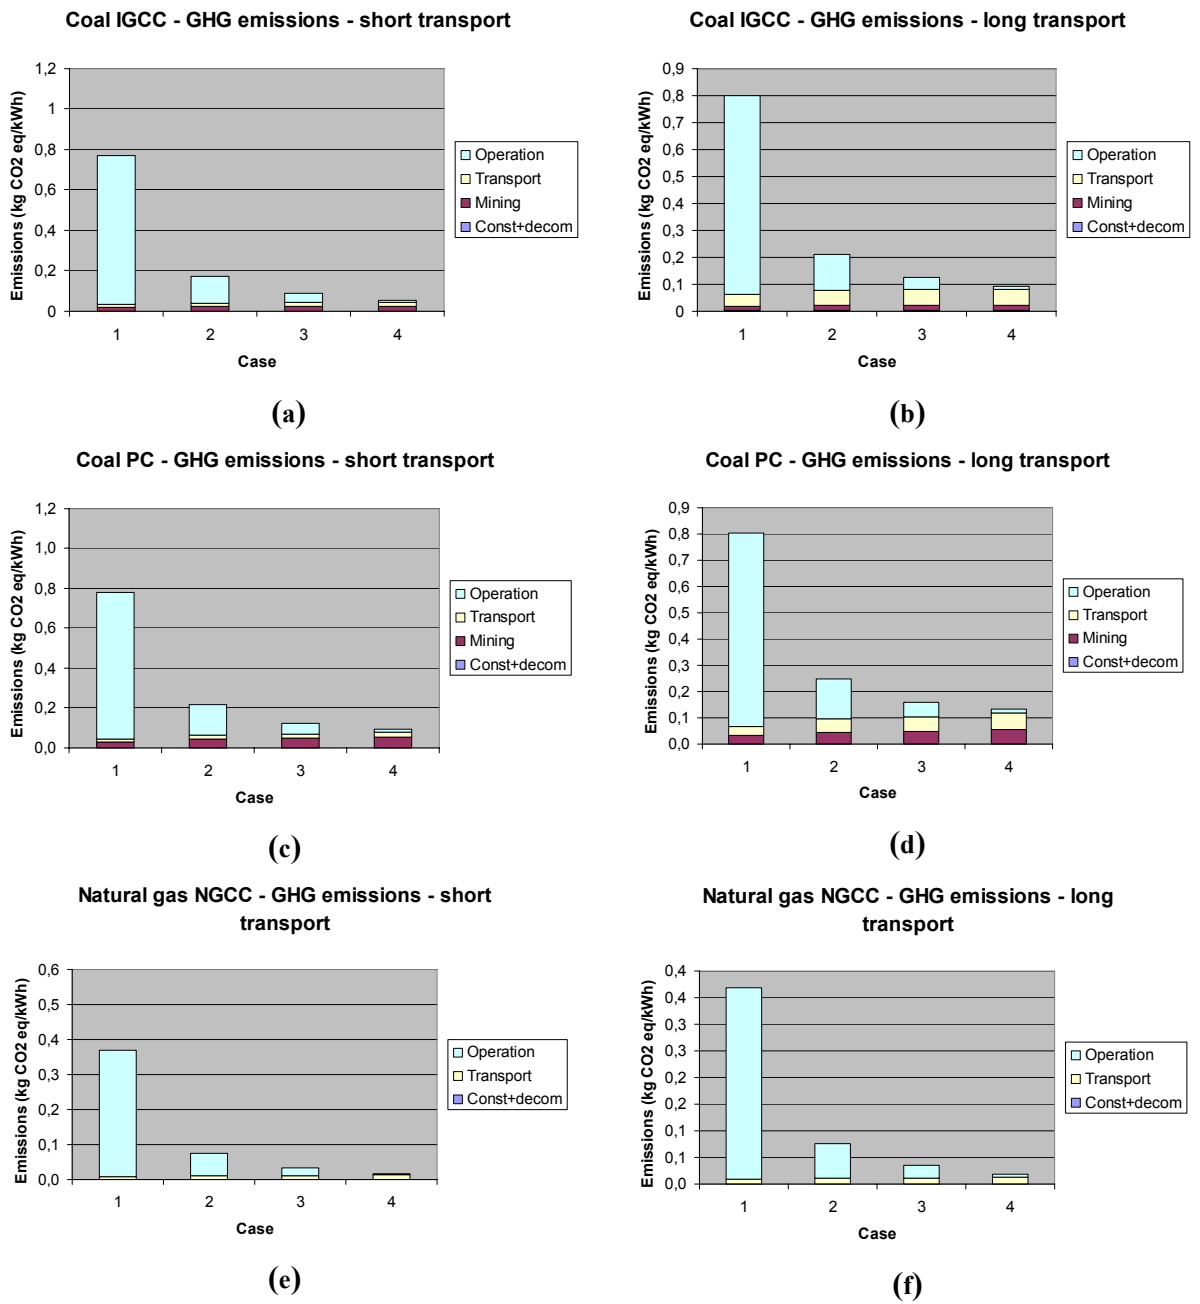 Coal IGCC - GHG emissions - short transport
Emissions (kg CO2 eq/kWh)
1,2
1
0,8
0,6
0,4
0,2
0
1 2 3 4
Case
Operation
Transport
Mining
Const+decom
(a)
Coal IGCC - GHG emissions - long transport
Emissions (kg CO2 eq/kWh)
0,9
0,8
0,7
0,6
0,5
0,4
0,3
0,2
0,1
0
1 2 3 4
Case
Operation
Transport
Mining
Const+decom
(b)
Coal PC - GHG emissions - short transport
Emissions (kg CO2 eq/kWh)
1,2
1,0
0,8
0,6
0,4
0,2
0,0
1 2 3 4
Case
Operation
Transport
Mining
Const+decom
(c)
Coal PC - GHG emissions - long transport
Emissions (kg CO2 eq/kWh)
0,9
0,8
0,7
0,6
0,5
0,4
0,3
0,2
0,1
0,0
1 2 3 4
Case
Operation
Transport
Mining
Const+decom
(d)
Natural gas NGCC - GHG emissions - short
transport
Emissions (kg CO2 eq/kWh)
0,6
0,5
0,4
0,3
0,2
0,1
0,0
1 2 3 4
Case
Operation
Transport
Const+decom
(e)
Natural gas NGCC - GHG emissions - long
transport
Emissions (kg CO2 eq/kWh)
0,4
0,4
0,3
0,3
0,2
0,2
0,1
0,1
0,0
1 2 3 4
Case
Operation
Transport
Const+decom
(f)